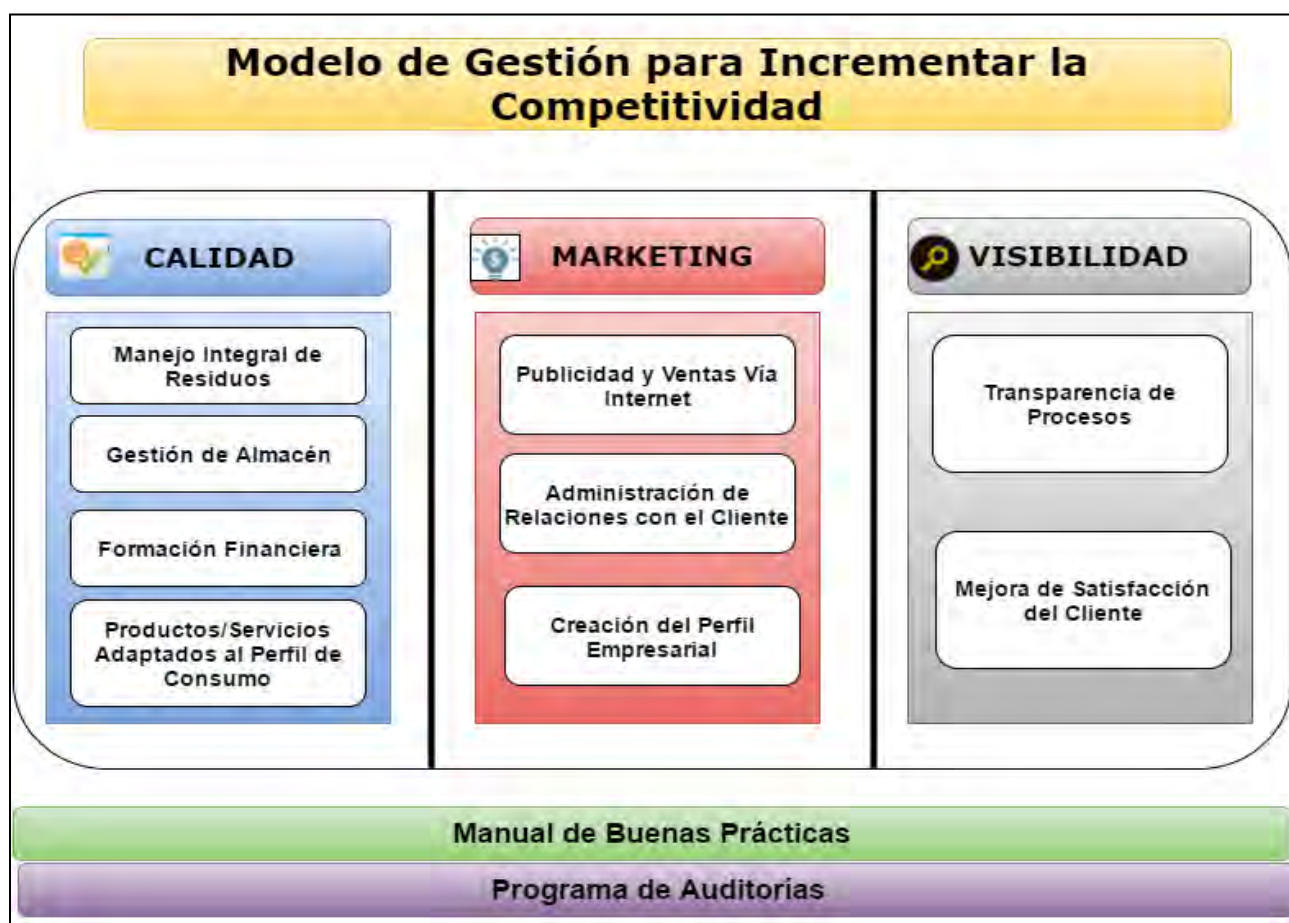 Modelo de Gestión para Incrementar la
Competitividad
CALIDAD
Manejo Integral de
Residuos
Gestión de Almacén
Formación Financiera
Productos/Servicios
Adaptados al Perfil de
Consumo
MARKETING
Publicidad y Ventas Vía
Internet
Administración de
Relaciones con el Cliente
Creación del Perfil
Empresarial
VISIBILIDAD
Transparencia de
Procesos
Mejora de Satisfacción
del Cliente
Manual de Buenas Prácticas
Programa de Auditorías